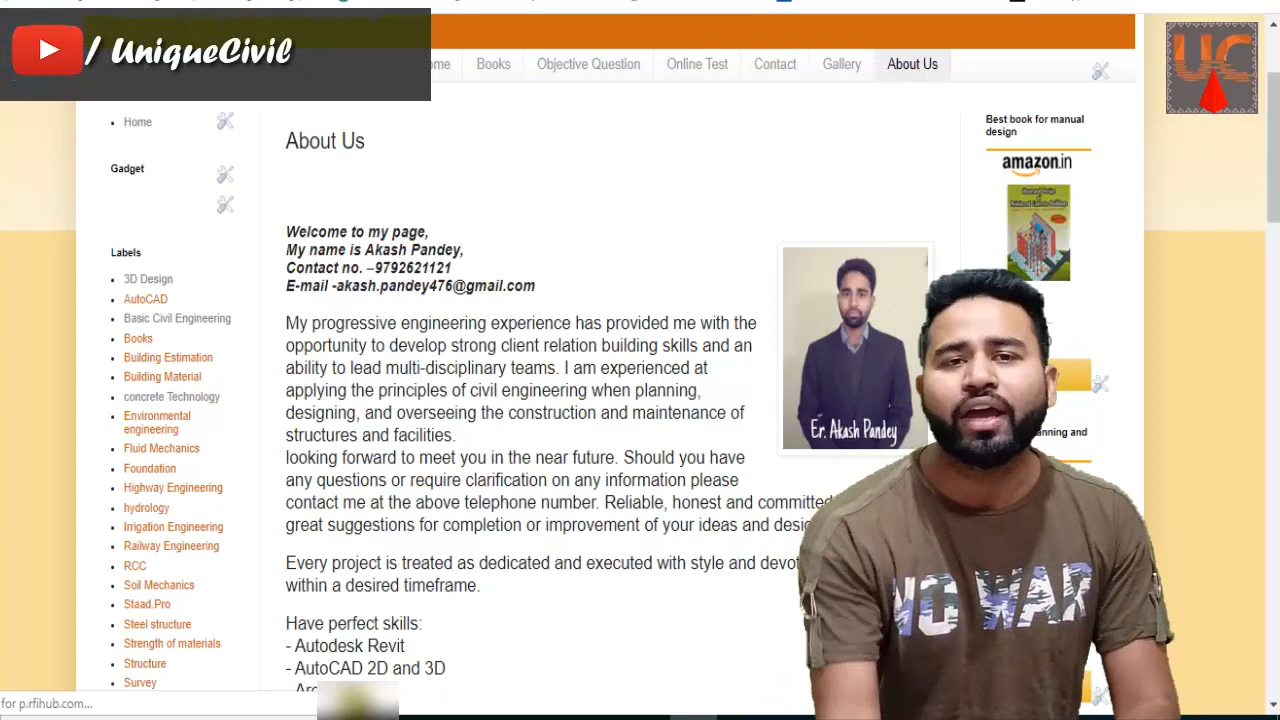 / UniqueCivil
UC
Books
Objective Question
Online Test
Contact
Gallery
About Us
Home
Gadget
Labels
3D Design
AutoCAD
Basic Civil Engineering
Books
Building Estimation
Building Material
concrete Technology
Environmental
engineering
Fluid Mechanics
Foundation
Highway Engineering
hydrology
Irrigation Engineering
Railway Engineering
RCC
Soil Mechanics
Staad.Pro
Steel structure
Strength of materials
Structure
Survey
About Us
Welcome to my page,
My name is Akash Pandey,
Contact no. –9792621121
E-mail -akash.pandey476@gmail.com
My progressive engineering experience has provided me with the
opportunity to develop strong client relation building skills and an
ability to lead multi-disciplinary teams. I am experienced at
applying the principles of civil engineering when planning,
designing, and overseeing the construction and maintenance of
structures and facilities.
looking forward to meet you in the near future. Should you have
any questions or require clarification on any information please
contact me at the above telephone number. Reliable, honest and committed
great suggestions for completion or improvement of your ideas and
Every project is treated as dedicated and executed with style and
within a desired timeframe.
Have perfect skills:
- Autodesk Revit
- AutoCAD 2D and 3D
Er. Akash Pandey
Best book for manual
design
amazon.in
and
NO WAR
for p.rfihub.com...